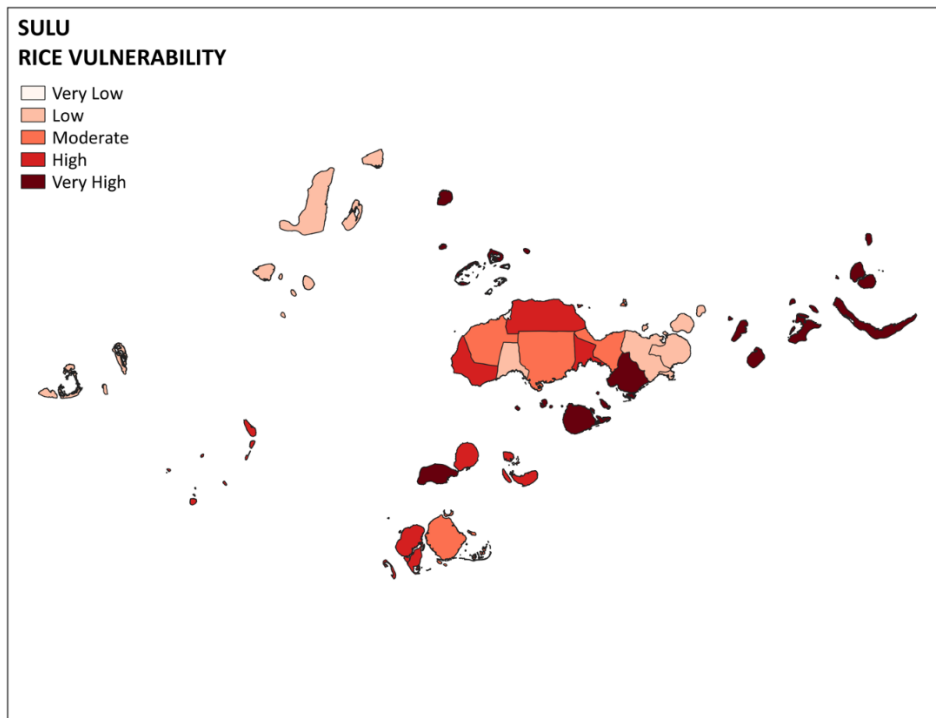 SULU
RICE VULNERABILITY
Very Low
Low
Moderate
High
Very High